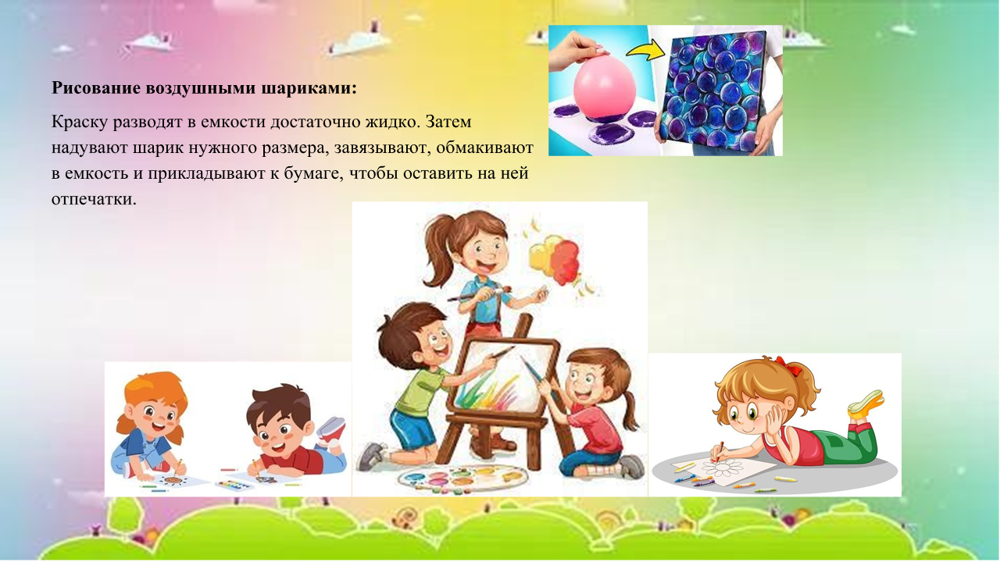 Рисование воздушными шариками:
Краску разводят в емкости достаточно жидко. Затем
надувают шарик нужного размера, завязывают, обмакивают
в емкость и прикладывают к бумаге, чтобы оставить на ней
отпечатки.